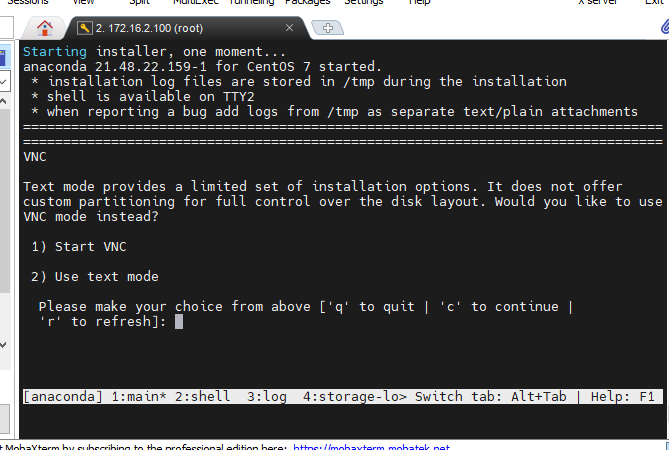 Sessions View Split MultiExec Tunneling Packages Settings Help X server Exit
2. 172.16.2.100 (root)
Starting installer, one moment...
anaconda 21.48.22.159-1 for CentOS 7 started.
* installation log files are stored in /tmp during the installation
* shell is available on TTY2
* when reporting a bug add logs from /tmp as separate text/plain attachments
================================================================================
================================================================================
VNC
Text mode provides a limited set of installation options. It does not offer
custom partitioning for full control over the disk layout. Would you like to use
VNC mode instead?
1) Start VNC
2) Use text mode
Please make your choice from above ['q' to quit | 'c' to continue |
'r' to refresh]:
[anaconda] 1:main* 2:shell  3:log  4:storage-lo> Switch tab: Alt+Tab | Help: F1
MobaXterm by subscribing to the professional edition here: https://mobaxterm.mobatek.net